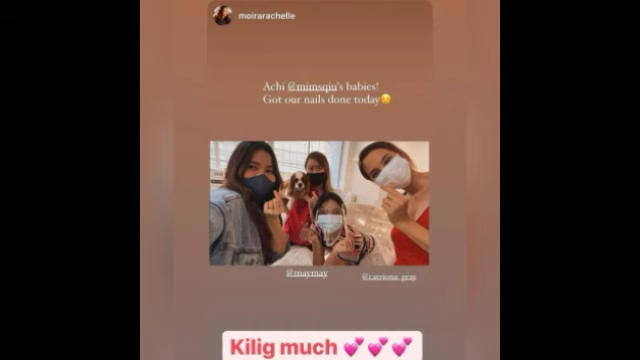 moirarachelle
Achi @mimsqiu's babies!
Got our nails done today😌
@maymay
@catriona_gray
Kilig much 💕💕💕